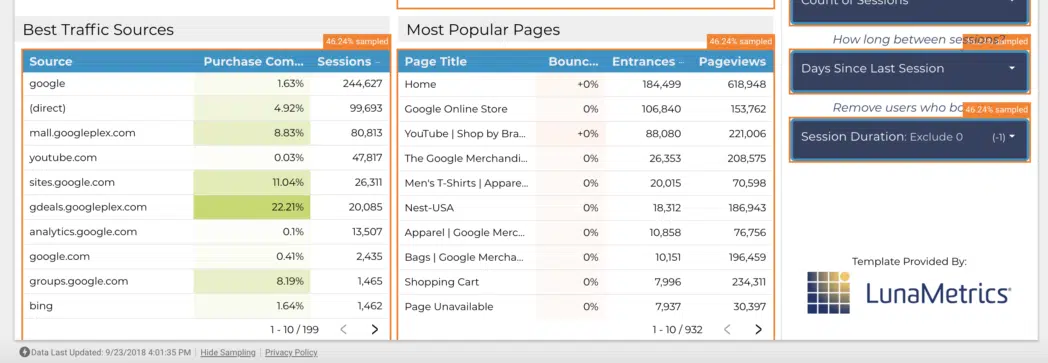 Count of Sessions
Best Traffic Sources
46.24% sampled
Source Purchase Com... Sessions
google 1.63% 244,627
(direct) 4.92% 99,693
mall.googleplex.com 8.83% 80,813
youtube.com 0.03% 47,817
sites.google.com 11.04% 26,311
gdeals.googleplex.com 22.21% 20,085
analytics.google.com 0.1% 13,507
google.com 0.41% 2,435
groups.google.com 8.19% 1,465
bing 1.64% 1,462
1 - 10 / 199
Most Popular Pages
46.24% sampled
Page Title Bounc... Entrances Pageviews
Home +0% 184,499 618,948
Google Online Store 0% 106,840 153,762
YouTube | Shop by Bra... +0% 88,080 221,006
The Google Merchandi... 0% 26,353 208,575
Men's T-Shirts | Appare... 0% 20,015 70,598
Nest-USA 0% 18,312 186,943
Apparel | Google Merc... 0% 10,858 76,756
Bags | Google Mercha... 0% 10,151 196,459
Shopping Cart 0% 7,996 234,311
Page Unavailable 0% 7,937 30,397
1 - 10 / 932
How long between sessions?
Days Since Last Session
Remove users who
46.24% sampled
Session Duration: Exclude 0 (-1)
Template Provided By:
LunaMetrics
Data Last Updated: 9/23/2018 4:01:35 PM | Hide Sampling | Privacy Policy